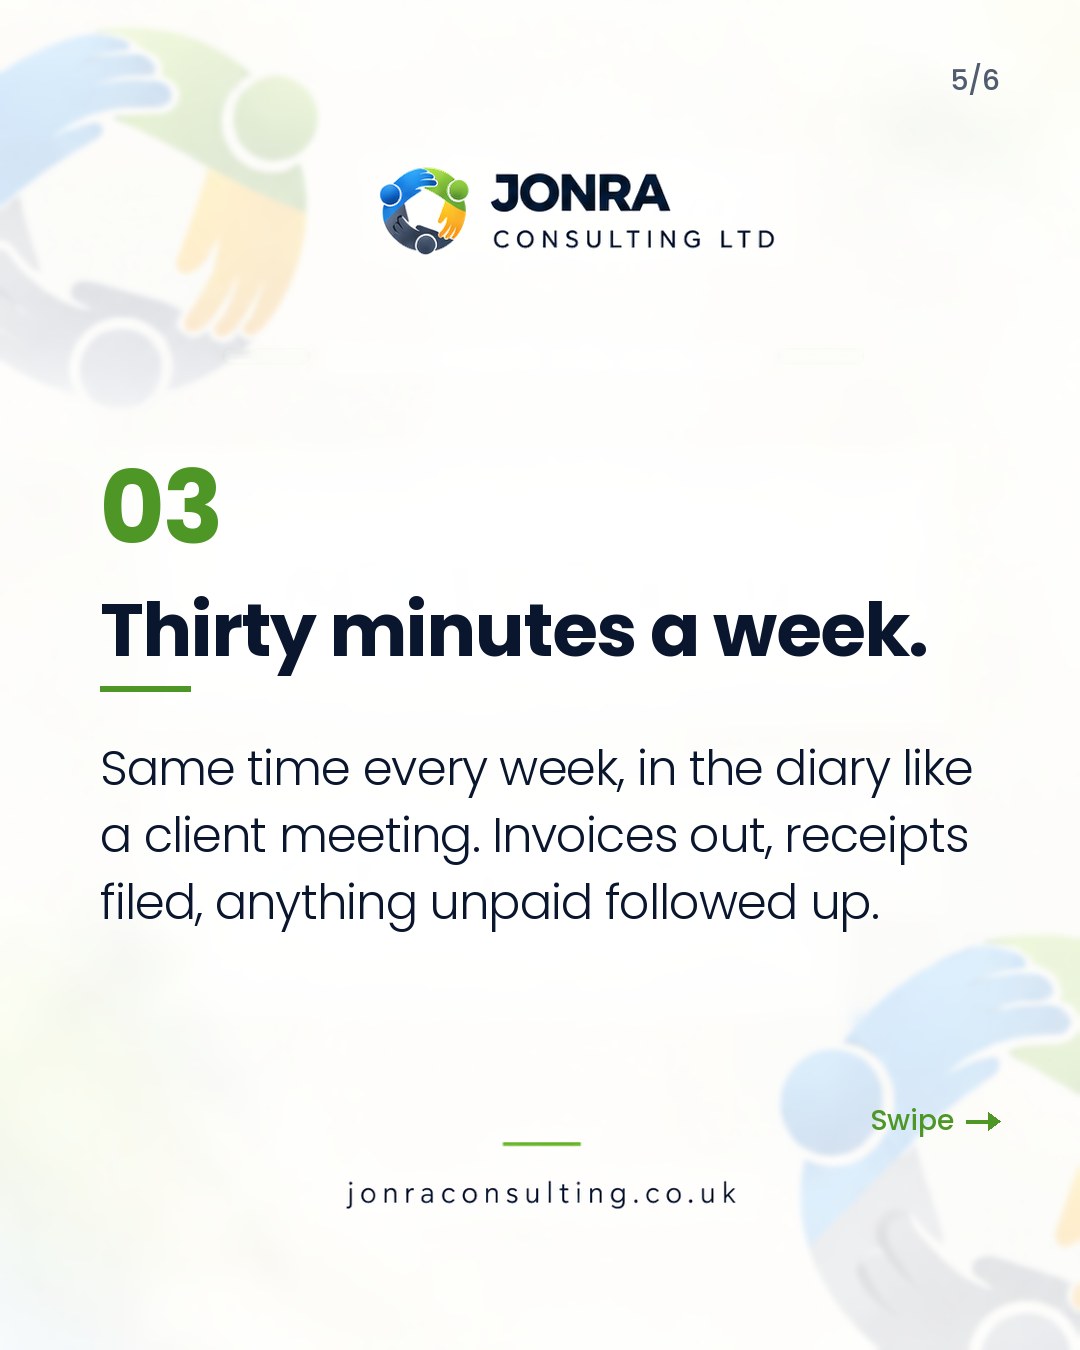 5/6
JONRA
CONSULTING LTD
03
Thirty minutes a week.
Same time every week, in the diary like
a client meeting. Invoices out, receipts
filed, anything unpaid followed up.
Swipe →
jonraconsulting.co.uk